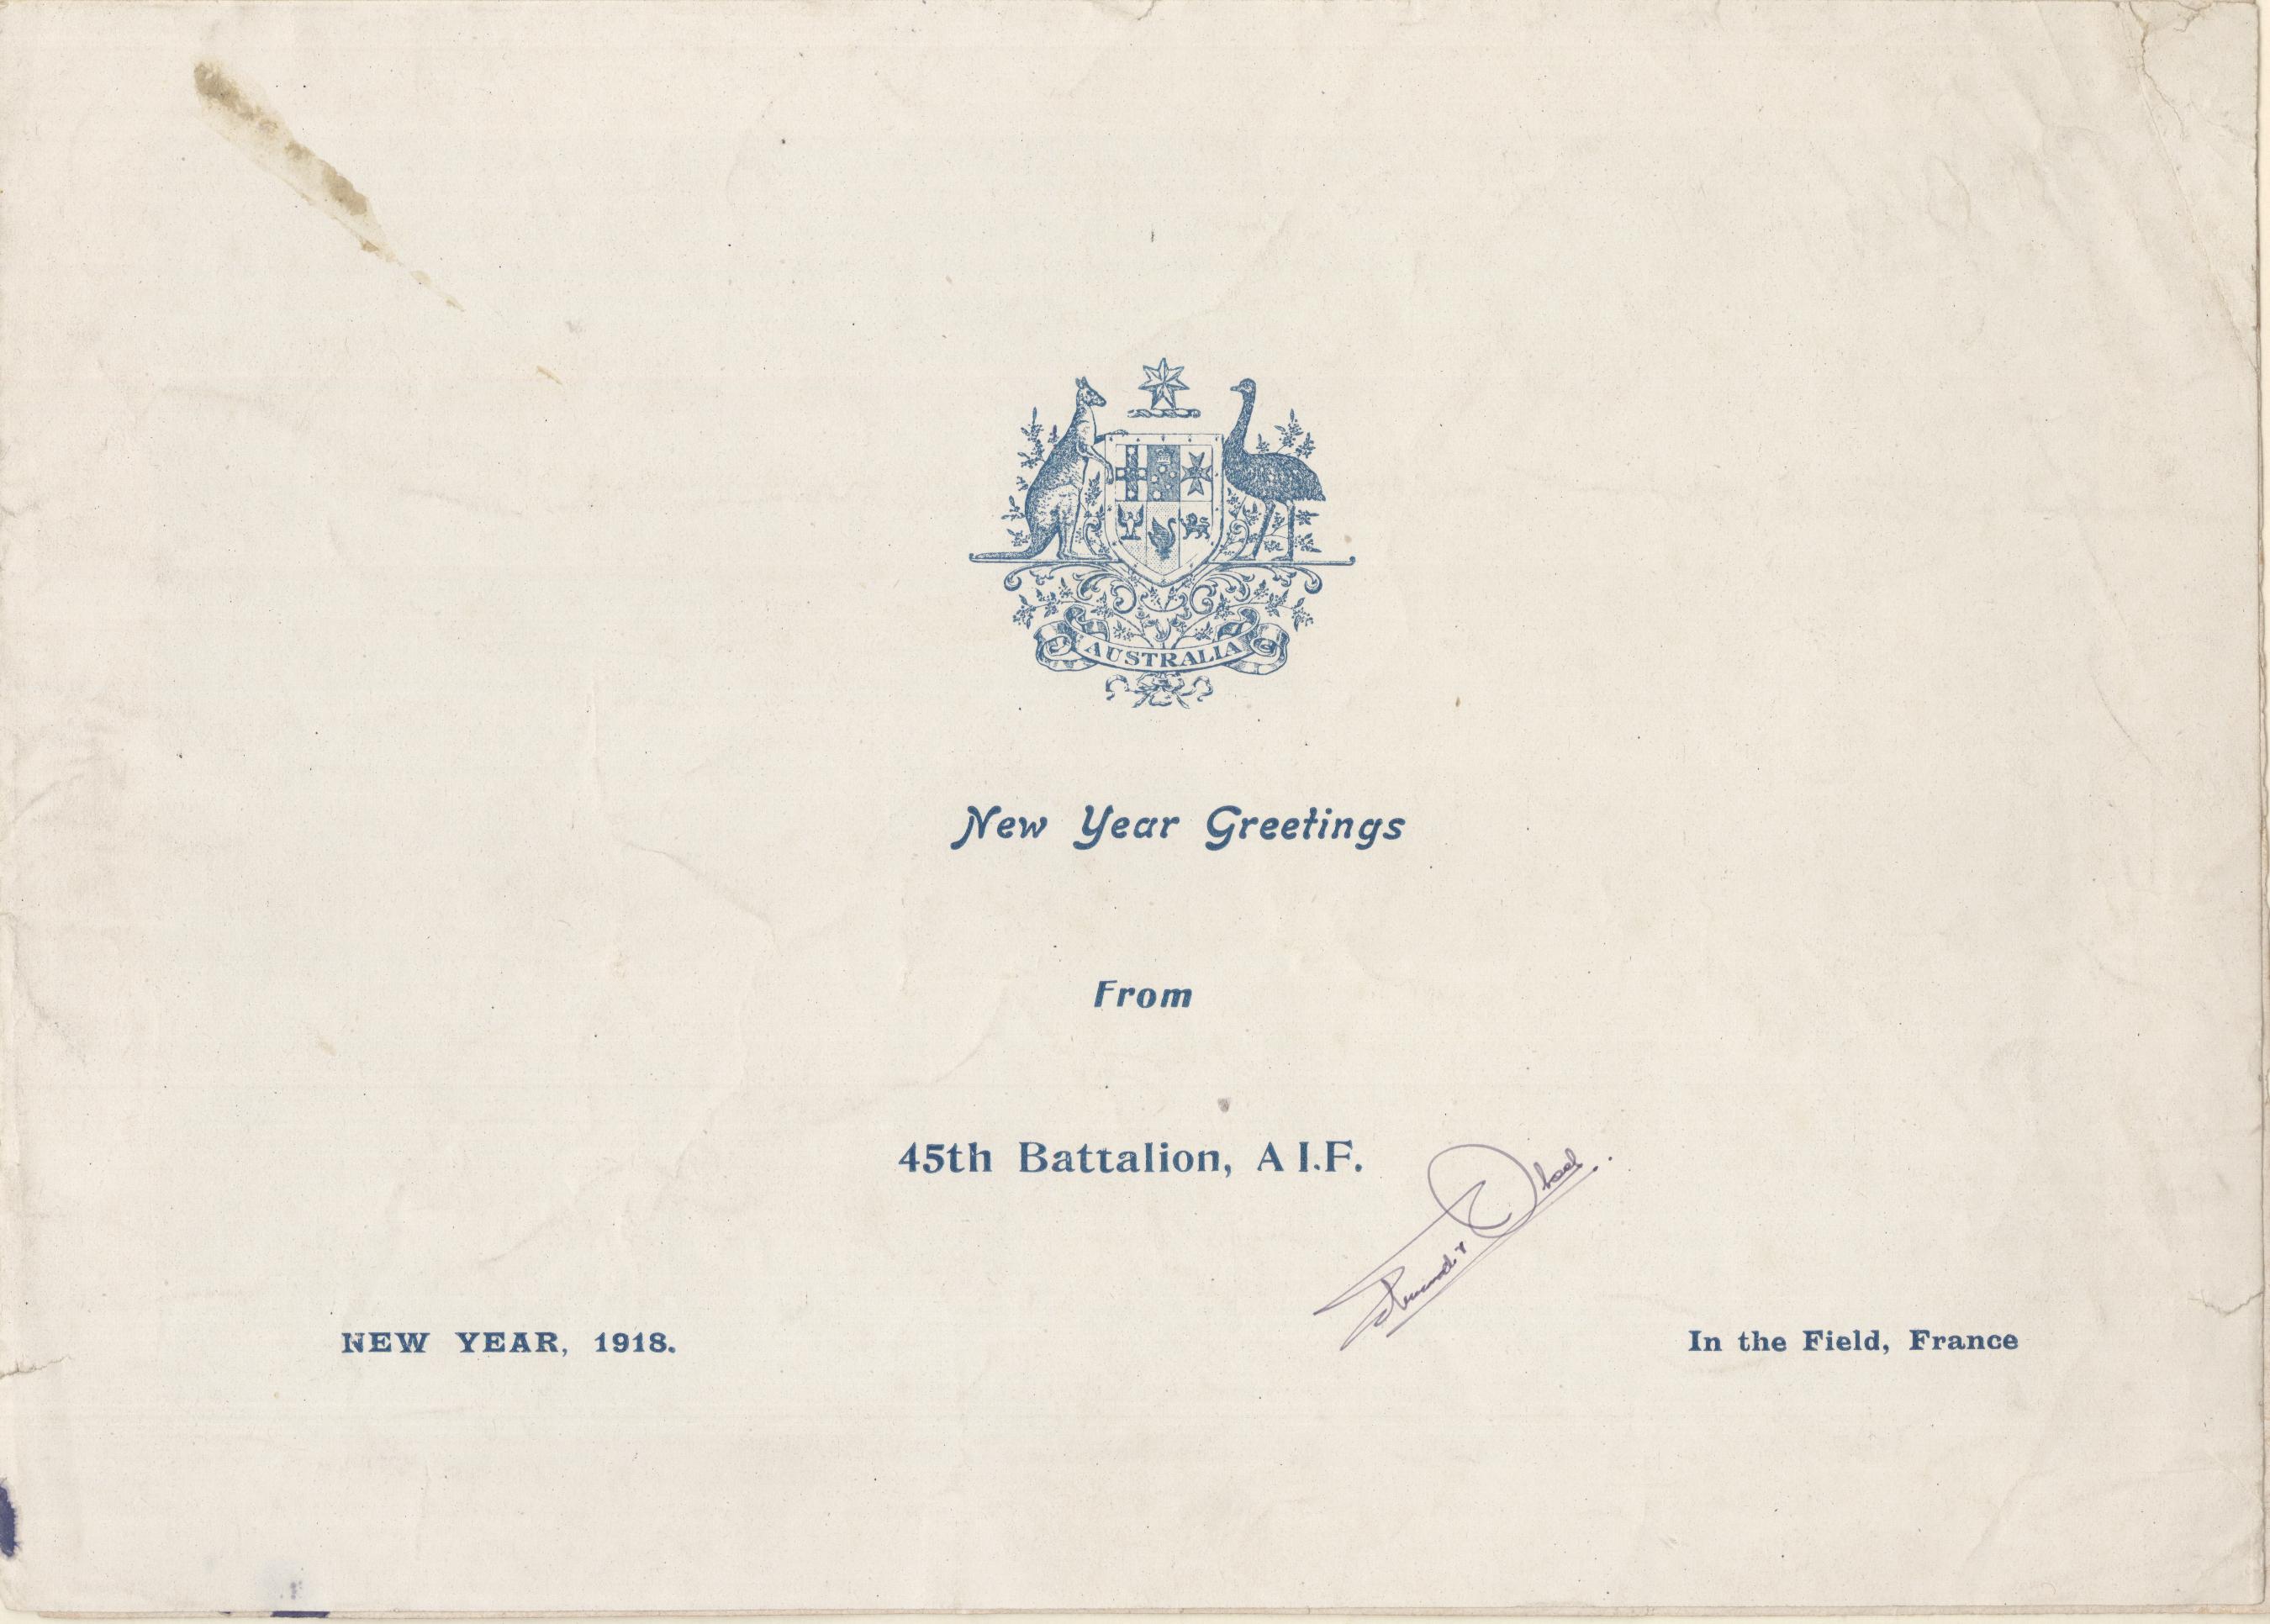 AUSTRALIA
New Year Greetings
From
45th Battalion, A I.F.
NEW YEAR, 1918.
In the Field, France